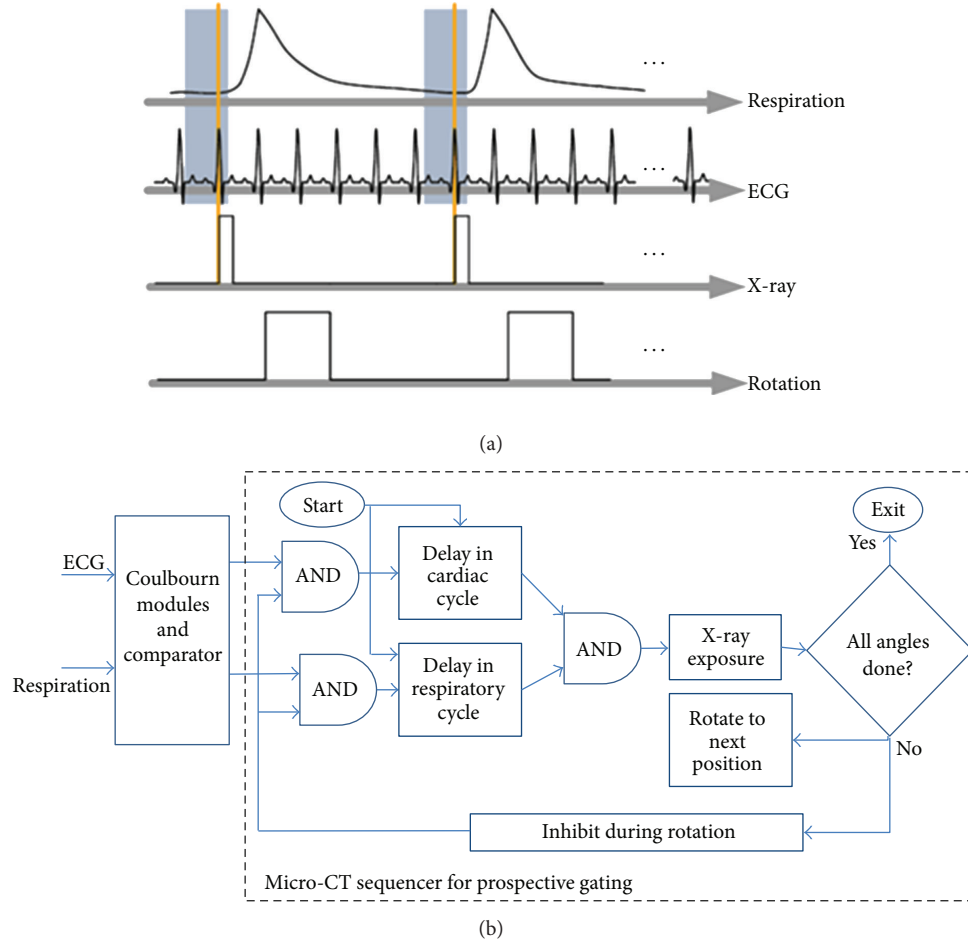 ...
Respiration
...
ECG
...
X-ray
...
Rotation
(a)
Start
Exit
Yes
ECG
Coulbourn
modules
and
comparator
AND
Delay in
cardiac
cycle
AND
X-ray
exposure
All angles
done?
Respiration
AND
Delay in
respiratory
cycle
Rotate to
next
position
No
Inhibit during rotation
Micro-CT sequencer for prospective gating
(b)